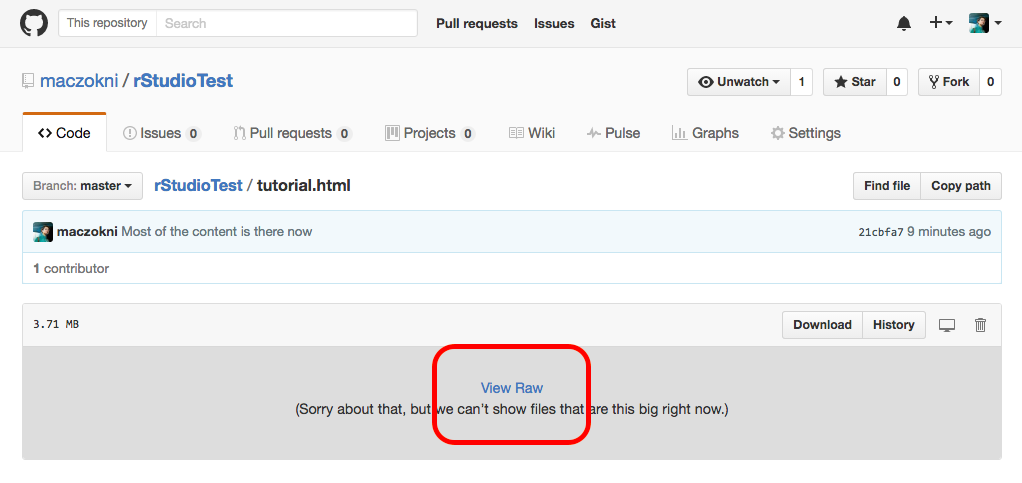 This repository Search Pull requests Issues Gist
maczokni / rStudioTest Unwatch 1 Star 0 Fork 0
Code Issues 0 Pull requests 0 Projects 0 Wiki Pulse Graphs Settings
Branch: master rStudioTest / tutorial.html Find file Copy path
maczokni Most of the content is there now 21cbfa7 9 minutes ago
1 contributor
3.71 MB Download History
View Raw
(Sorry about that, but we can't show files that are this big right now.)